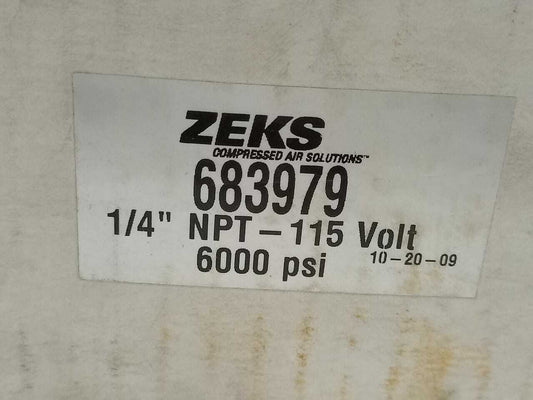 ZEKS
COMPRESSED AIR SOLUTIONS™
683979
1/4" NPT – 115 Volt
6000 psi 10-20-09